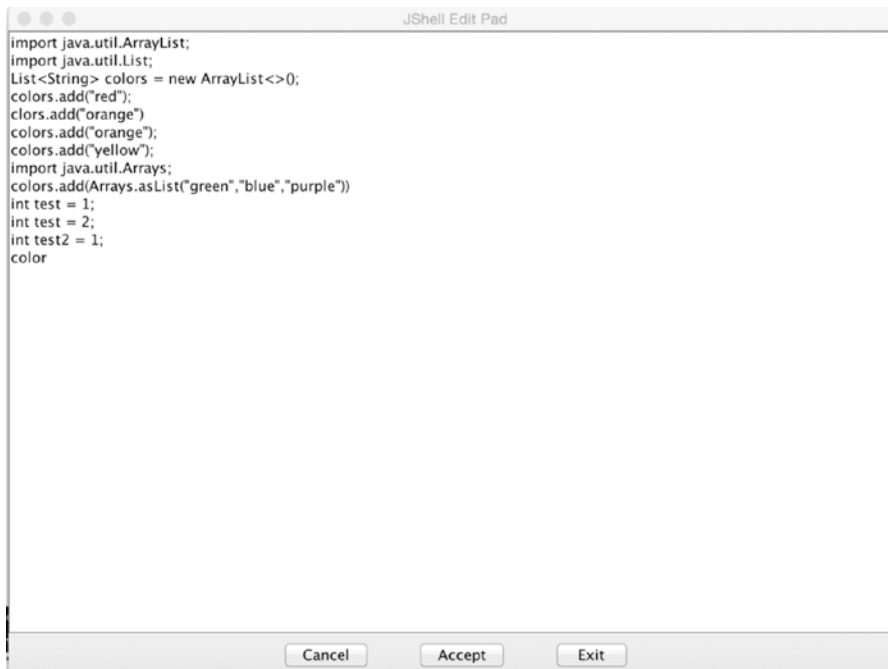 JShell Edit Pad
import java.util.ArrayList;
import java.util.List;
List<String> colors = new ArrayList<>();
colors.add("red");
clors.add("orange")
colors.add("orange");
colors.add("yellow");
import java.util.Arrays;
colors.add(Arrays.asList("green","blue","purple"))
int test = 1;
int test = 2;
int test2 = 1;
color
Cancel Accept Exit